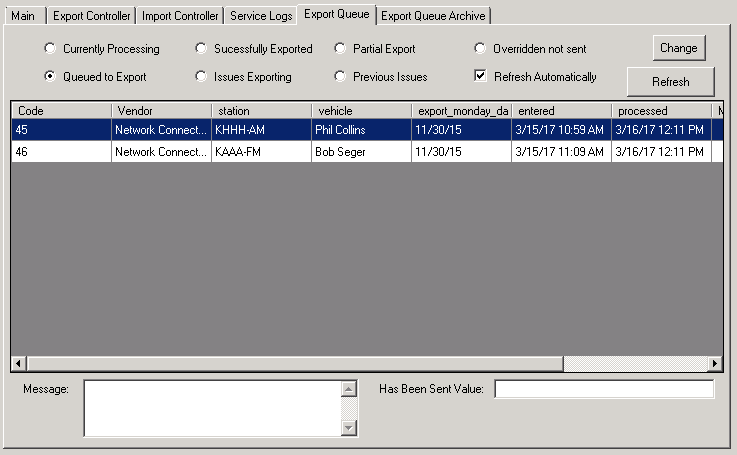 Main Export Controller Import Controller Service Logs Export Queue Export Queue Archive
Currently Processing Sucessfully Exported Partial Export Overridden not sent Change
Queued to Export Issues Exporting Previous Issues Refresh Automatically Refresh
Code Vendor station vehicle export_monday_da entered processed M
45 Network Connect... KHHH-AM Phil Collins 11/30/15 3/15/17 10:59 AM 3/16/17 12:11 PM
46 Network Connect... KAAA-FM Bob Seger 11/30/15 3/15/17 11:09 AM 3/16/17 12:11 PM
Message: Has Been Sent Value: